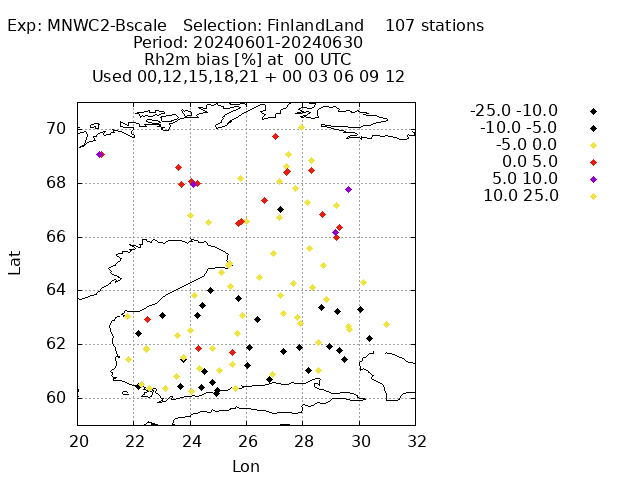 Exp: MNWC2-Bscale   Selection: FinlandLand    107 stations
Period: 20240601-20240630
Rh2m bias [%] at  00 UTC
Used 00,12,15,18,21 + 00 03 06 09 12
-25.0 -10.0
-10.0 -5.0
-5.0 0.0
0.0 5.0
5.0 10.0
10.0 25.0
70
68
66
64
62
60
Lat
20 22 24 26 28 30 32
Lon